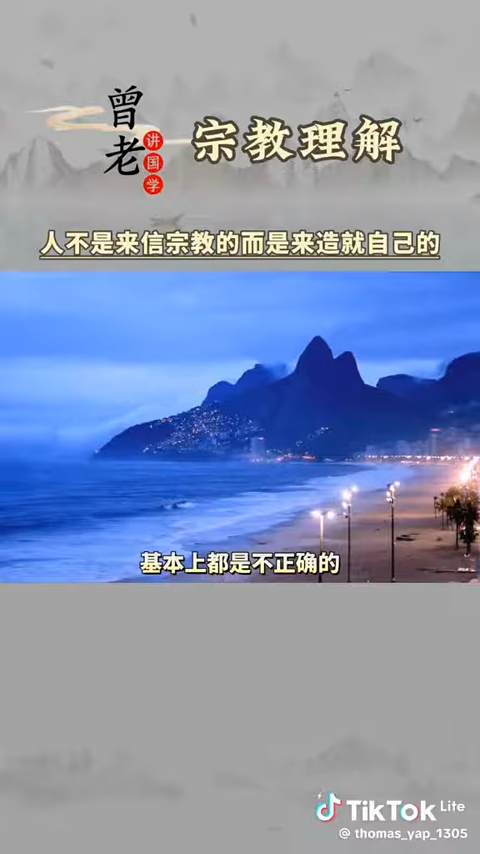 曾老
讲国学
宗教理解
人不是来信宗教的而是来造就自己的
基本上都是不正确的
TikTok Lite
@thomas_yap_1305